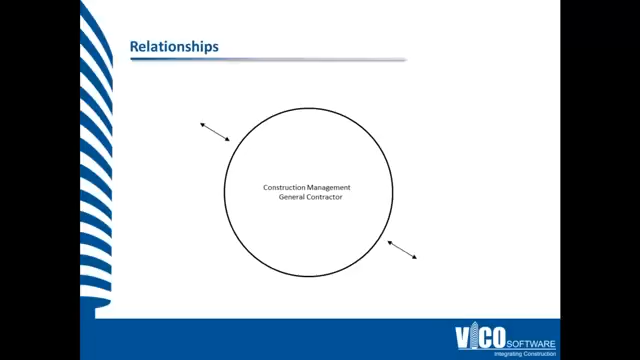 Relationships
Construction Management
General Contractor
VICO SOFTWARE
Integrating Construction